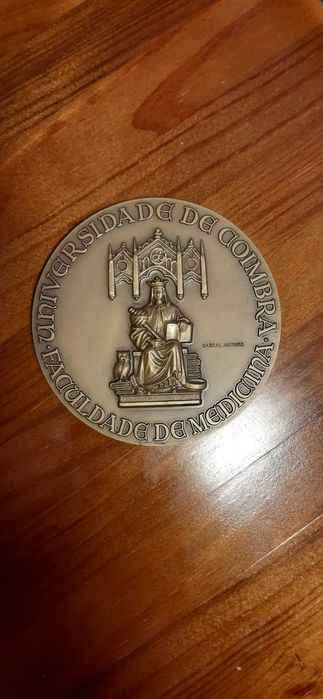 · UNIVERSIDADE DE COIMBRA ·
FACULDADE DE MEDICINA
CABRAL ANTUNES